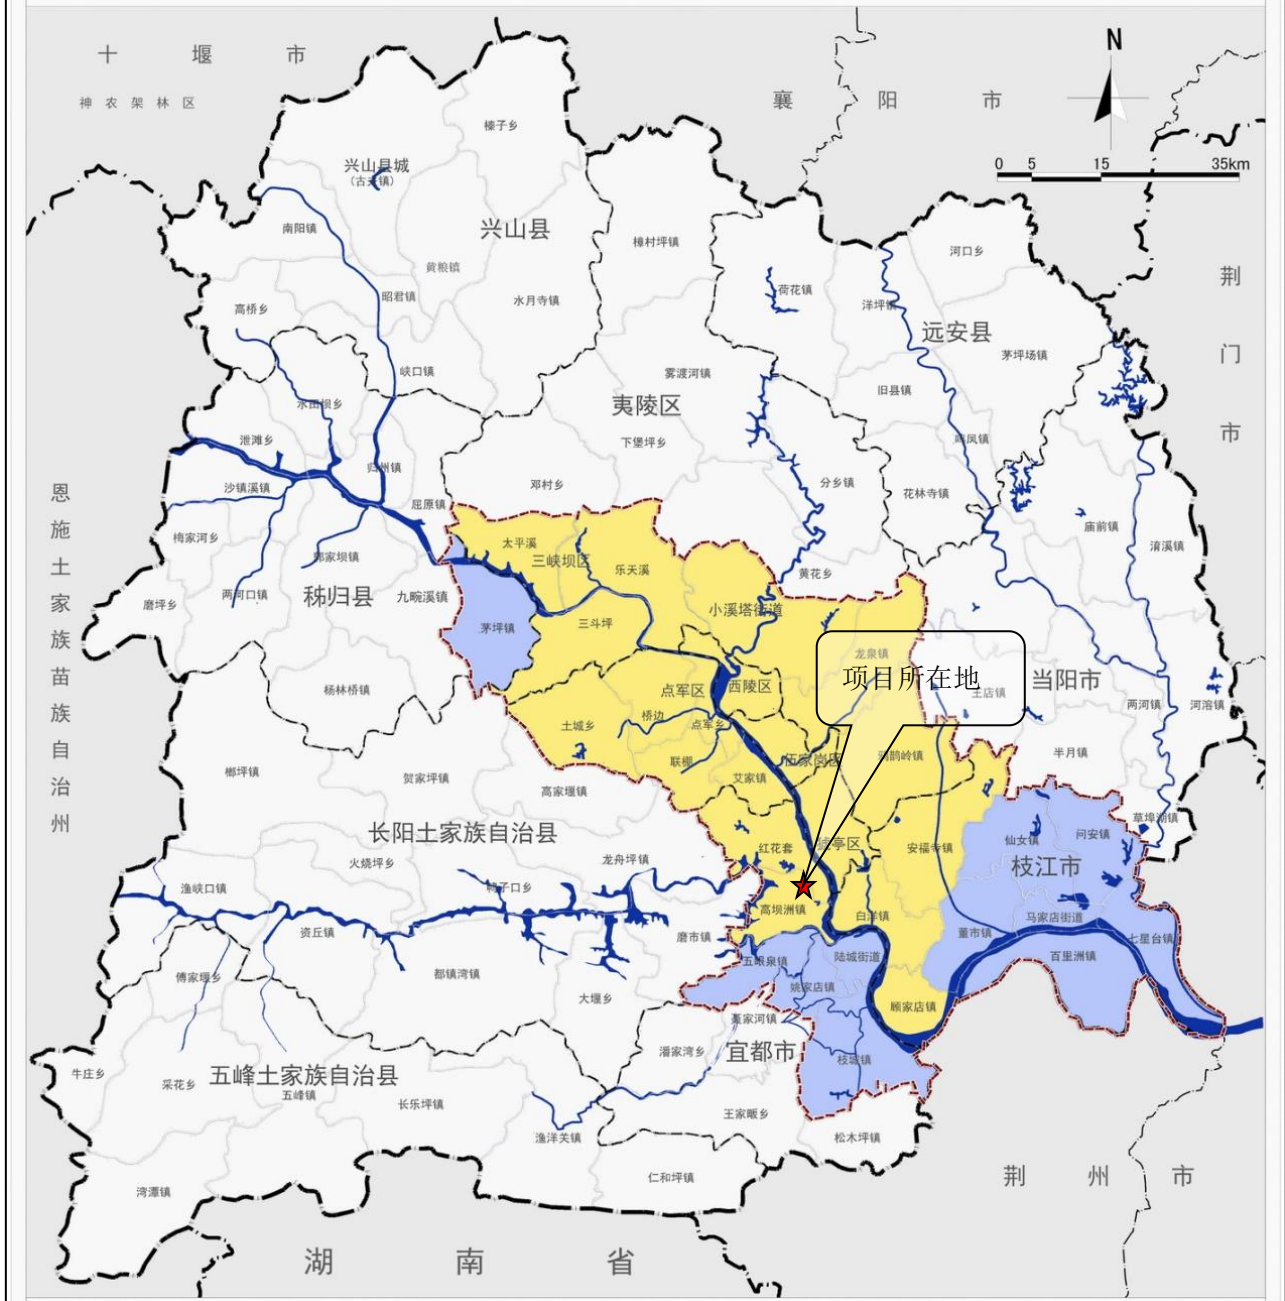 十堰市
神农架林区
襄阳市
N
0 5 15 35km
榛子乡
兴山县城
南阳镇
兴山县
樟村坪镇
河口乡
黄粮镇
荆门市
昭君镇
水月寺镇
荷花镇
洋坪镇
高桥乡
远安县
茅坪场镇
峡口镇
雾渡河镇
旧县镇
夷陵区
水田坝乡
泄滩乡
下堡坪乡
鸣凤镇
归州镇
恩施土家族苗族自治州
沙镇溪镇
邓村乡
分乡镇
花林寺镇
屈原镇
庙前镇
梅家河乡
太平溪
淯溪镇
郭家坝镇
三峡坝区
乐天溪
黄花乡
两河口镇
秭归县
九畹溪镇
磨坪乡
小溪塔街道
茅坪镇
三斗坪
龙泉镇
项目所在地
杨林桥镇
点军区
西陵区
王店镇
当阳市
两河镇
河溶镇
土城乡
桥边
点军乡
半月镇
榔坪镇
贺家坪镇
联棚
艾家镇
伍家岗区
鸦鹊岭镇
高家堰镇
草埠湖镇
长阳土家族自治县
红花套
猇亭区
安福寺镇
仙女镇
问安镇
火烧坪乡
龙舟坪镇
枝江市
渔峡口镇
鸭子口乡
高坝洲镇
白洋镇
马家店街道
资丘镇
磨市镇
董市镇
七星台镇
都镇湾镇
五眼泉镇
陆城街道
百里洲镇
傅家堰乡
大堰乡
姚家店镇
顾家店镇
聂家河镇
潘家湾乡
宜都市
枝城镇
牛庄乡
采花乡
五峰土家族自治县
五峰镇
长乐坪镇
王家畈乡
渔洋关镇
松木坪镇
湾潭镇
仁和坪镇
荆州市
湖南省